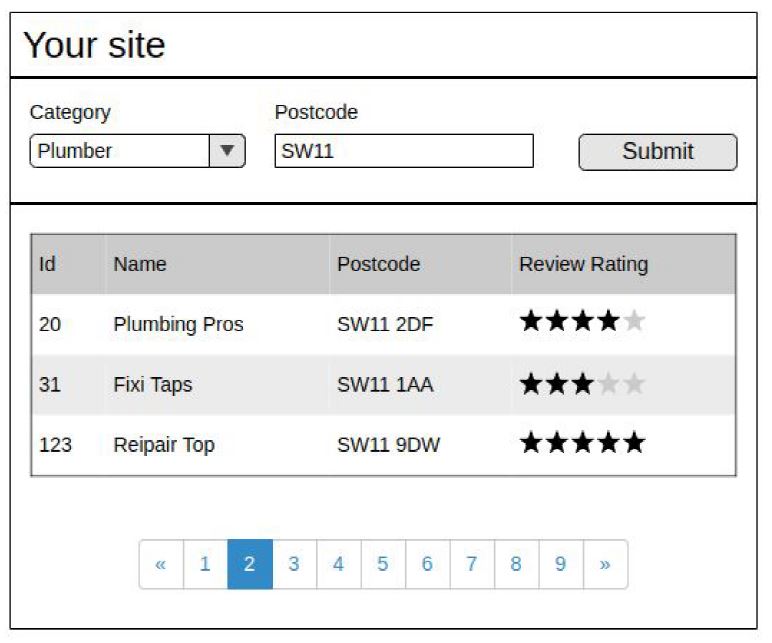 Your site
Category Postcode
Plumber SW11 Submit
Id Name Postcode Review Rating
20 Plumbing Pros SW11 2DF
31 Fixi Taps SW11 1AA
123 Reipair Top SW11 9DW
« 1 2 3 4 5 6 7 8 9 »